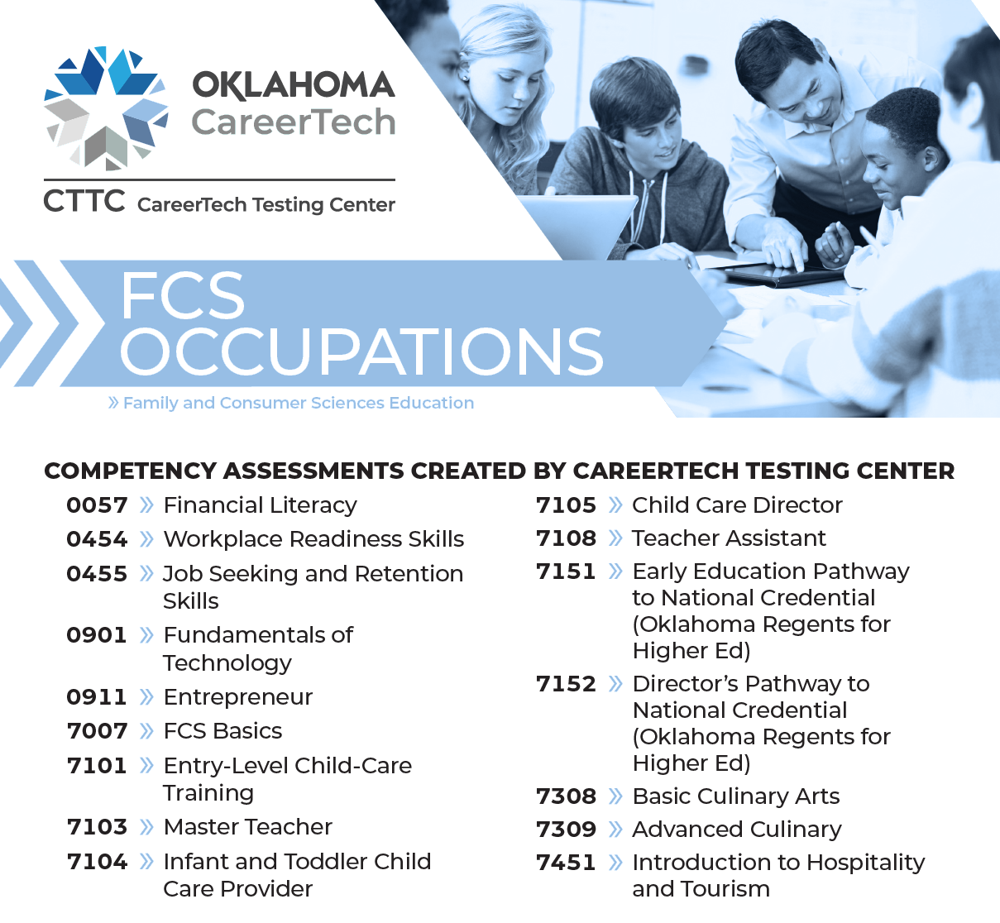 OKLAHOMA
CareerTech
CTTC CareerTech Testing Center
FCS
OCCUPATIONS
» Family and Consumer Sciences Education
COMPETENCY ASSESSMENTS CREATED BY CAREERTECH TESTING CENTER
0057 » Financial Literacy
0454 » Workplace Readiness Skills
0455 » Job Seeking and Retention
Skills
0901 » Fundamentals of
Technology
0911 » Entrepreneur
7007 » FCS Basics
7101 » Entry-Level Child-Care
Training
7103 » Master Teacher
7104 » Infant and Toddler Child
Care Provider
7105 » Child Care Director
7108 » Teacher Assistant
7151 » Early Education Pathway
to National Credential
(Oklahoma Regents for
Higher Ed)
7152 » Director’s Pathway to
National Credential
(Oklahoma Regents for
Higher Ed)
7308 » Basic Culinary Arts
7309 » Advanced Culinary
7451 » Introduction to Hospitality
and Tourism